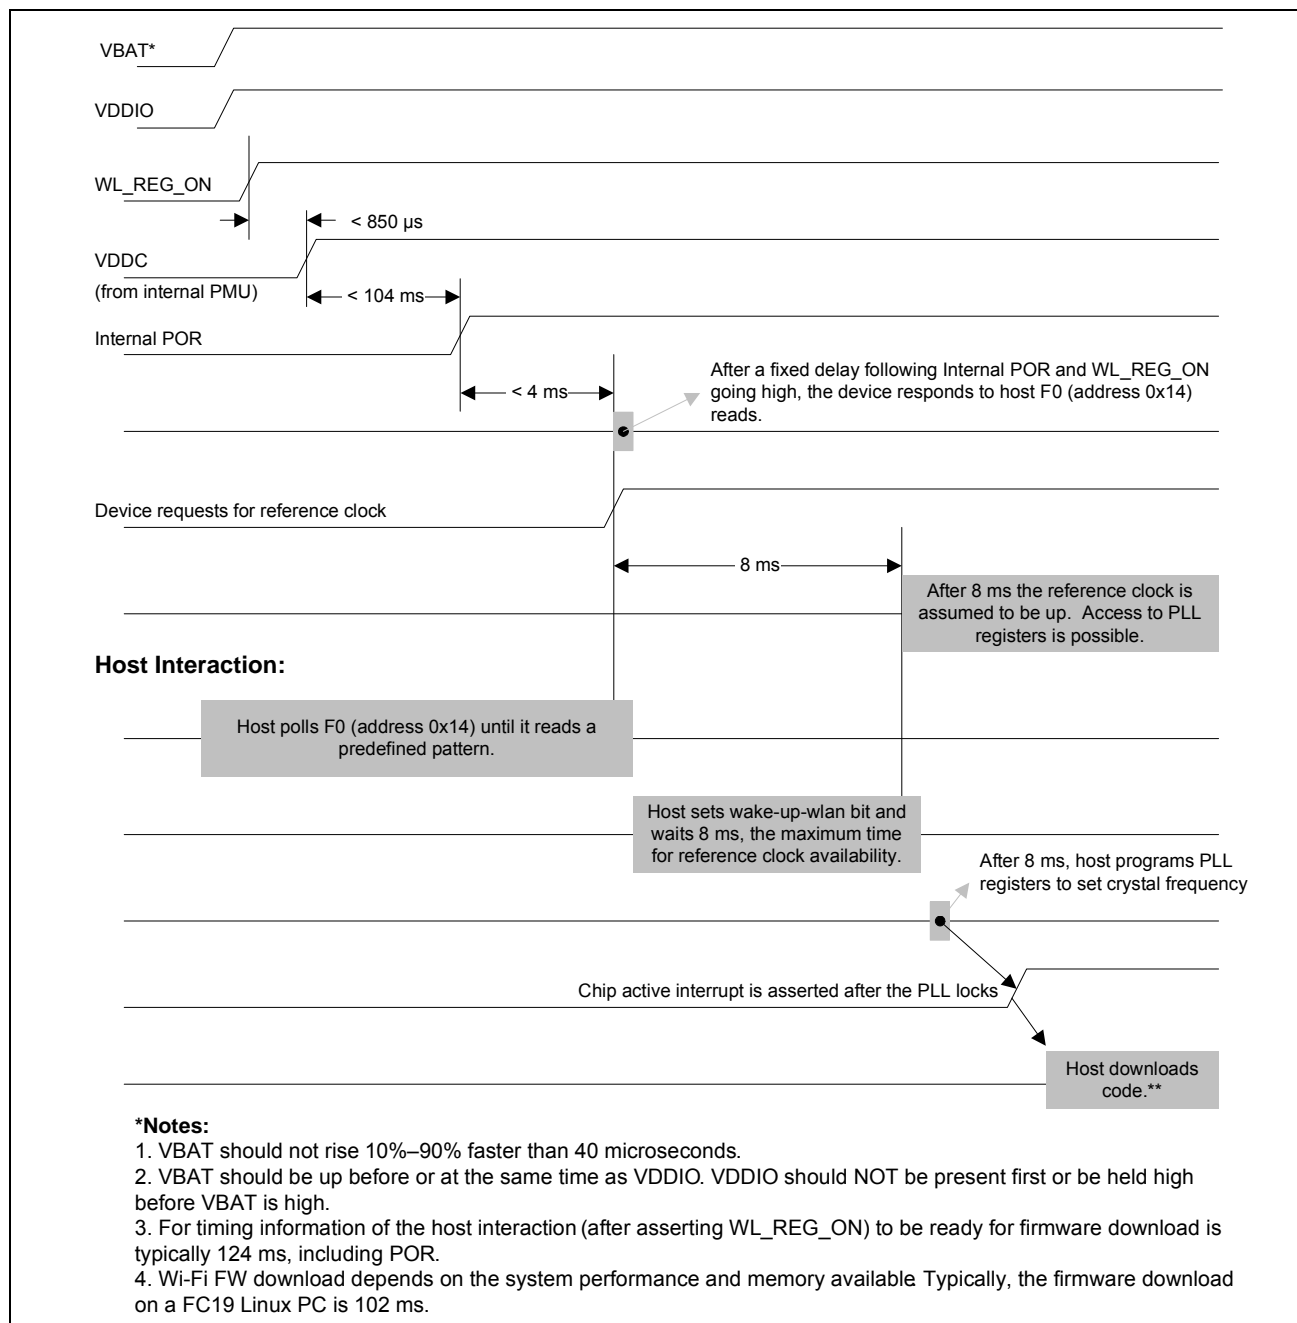 VBAT*
VDDIO
WL_REG_ON
< 850 µs
VDDC
(from internal PMU)
< 104 ms
Internal POR
After a fixed delay following Internal POR and WL_REG_ON
going high, the device responds to host F0 (address 0x14)
reads.
< 4 ms
Device requests for reference clock
8 ms
After 8 ms the reference clock is
assumed to be up. Access to PLL
registers is possible.
Host Interaction:
Host polls F0 (address 0x14) until it reads a
predefined pattern.
Host sets wake-up-wlan bit and
waits 8 ms, the maximum time
for reference clock availability.
After 8 ms, host programs PLL
registers to set crystal frequency
Chip active interrupt is asserted after the PLL locks
Host downloads
code.**
*Notes:
1. VBAT should not rise 10%–90% faster than 40 microseconds.
2. VBAT should be up before or at the same time as VDDIO. VDDIO should NOT be present first or be held high
before VBAT is high.
3. For timing information of the host interaction (after asserting WL_REG_ON) to be ready for firmware download is
typically 124 ms, including POR.
4. Wi-Fi FW download depends on the system performance and memory available. Typically, the firmware download
on a FC19 Linux PC is 102 ms.